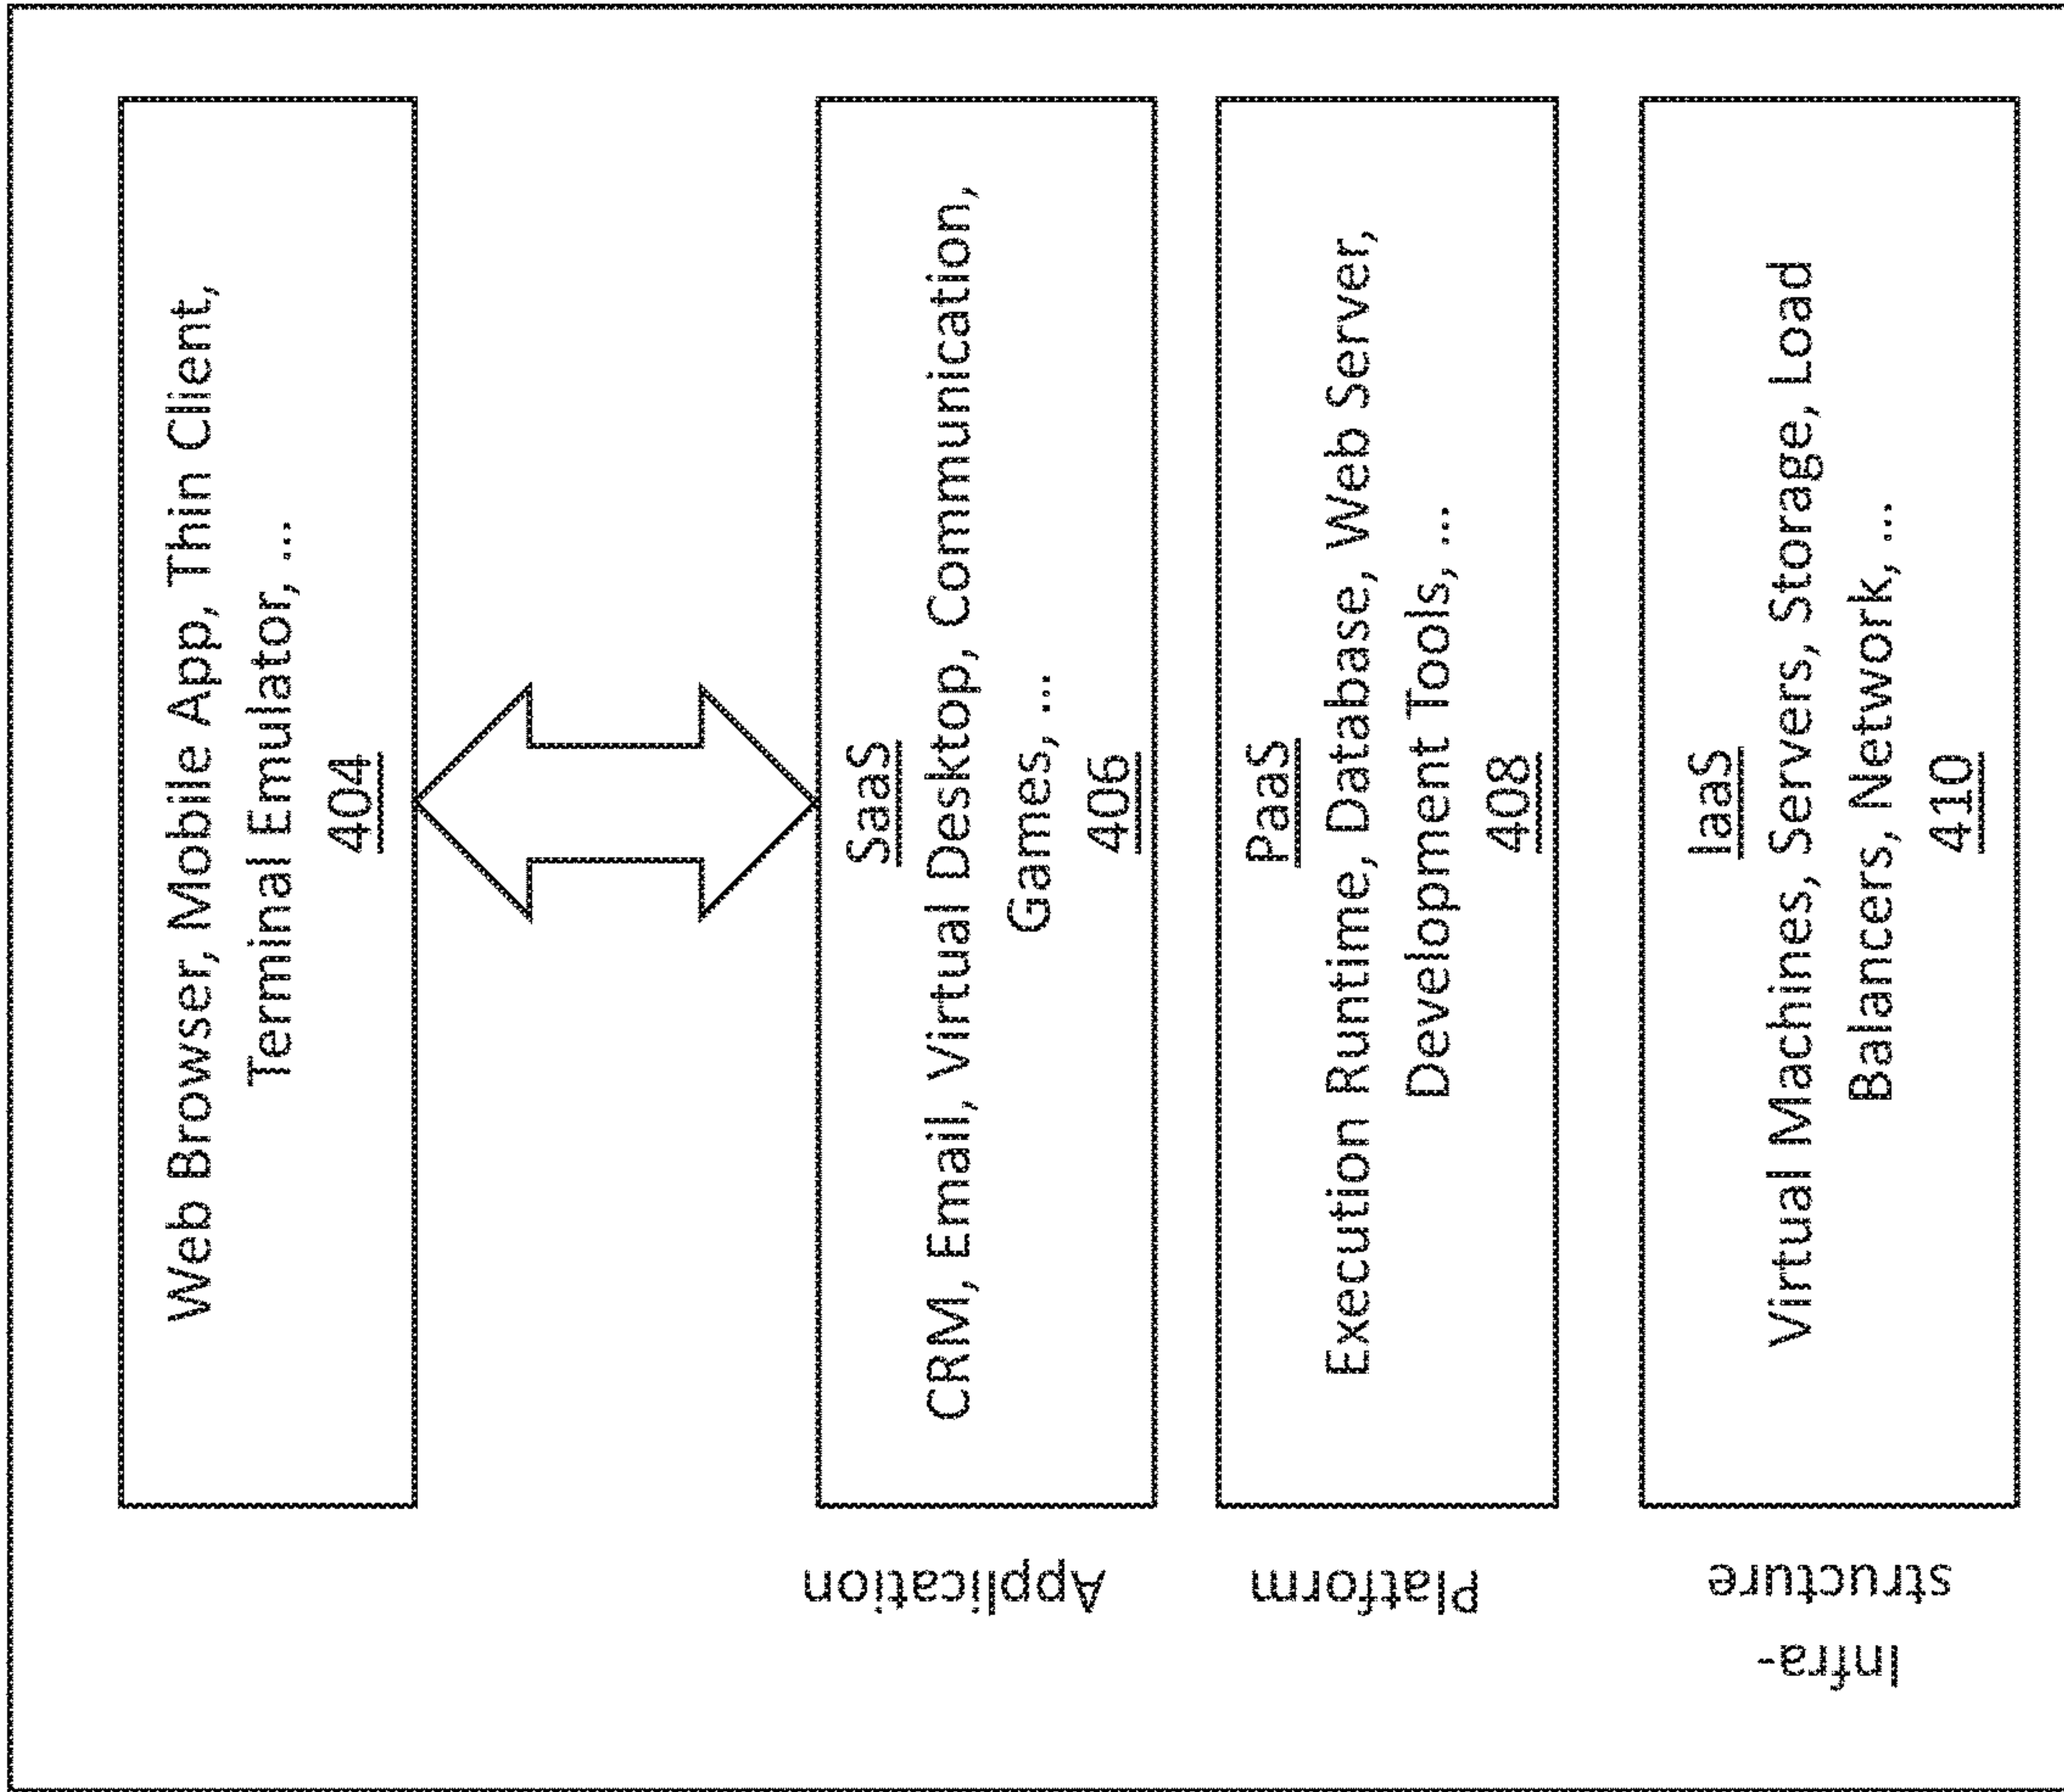 Web Browser, Mobile App, Thin Client,
Terminal Emulator, ...
404
Application
SaaS
CRM, Email, Virtual Desktop, Communication,
Games, ...
406
Platform
PaaS
Execution Runtime, Database, Web Server,
Development Tools, ...
408
Infra-
structure
IaaS
Virtual Machines, Servers, Storage, Load
Balancers, Network, ...
410